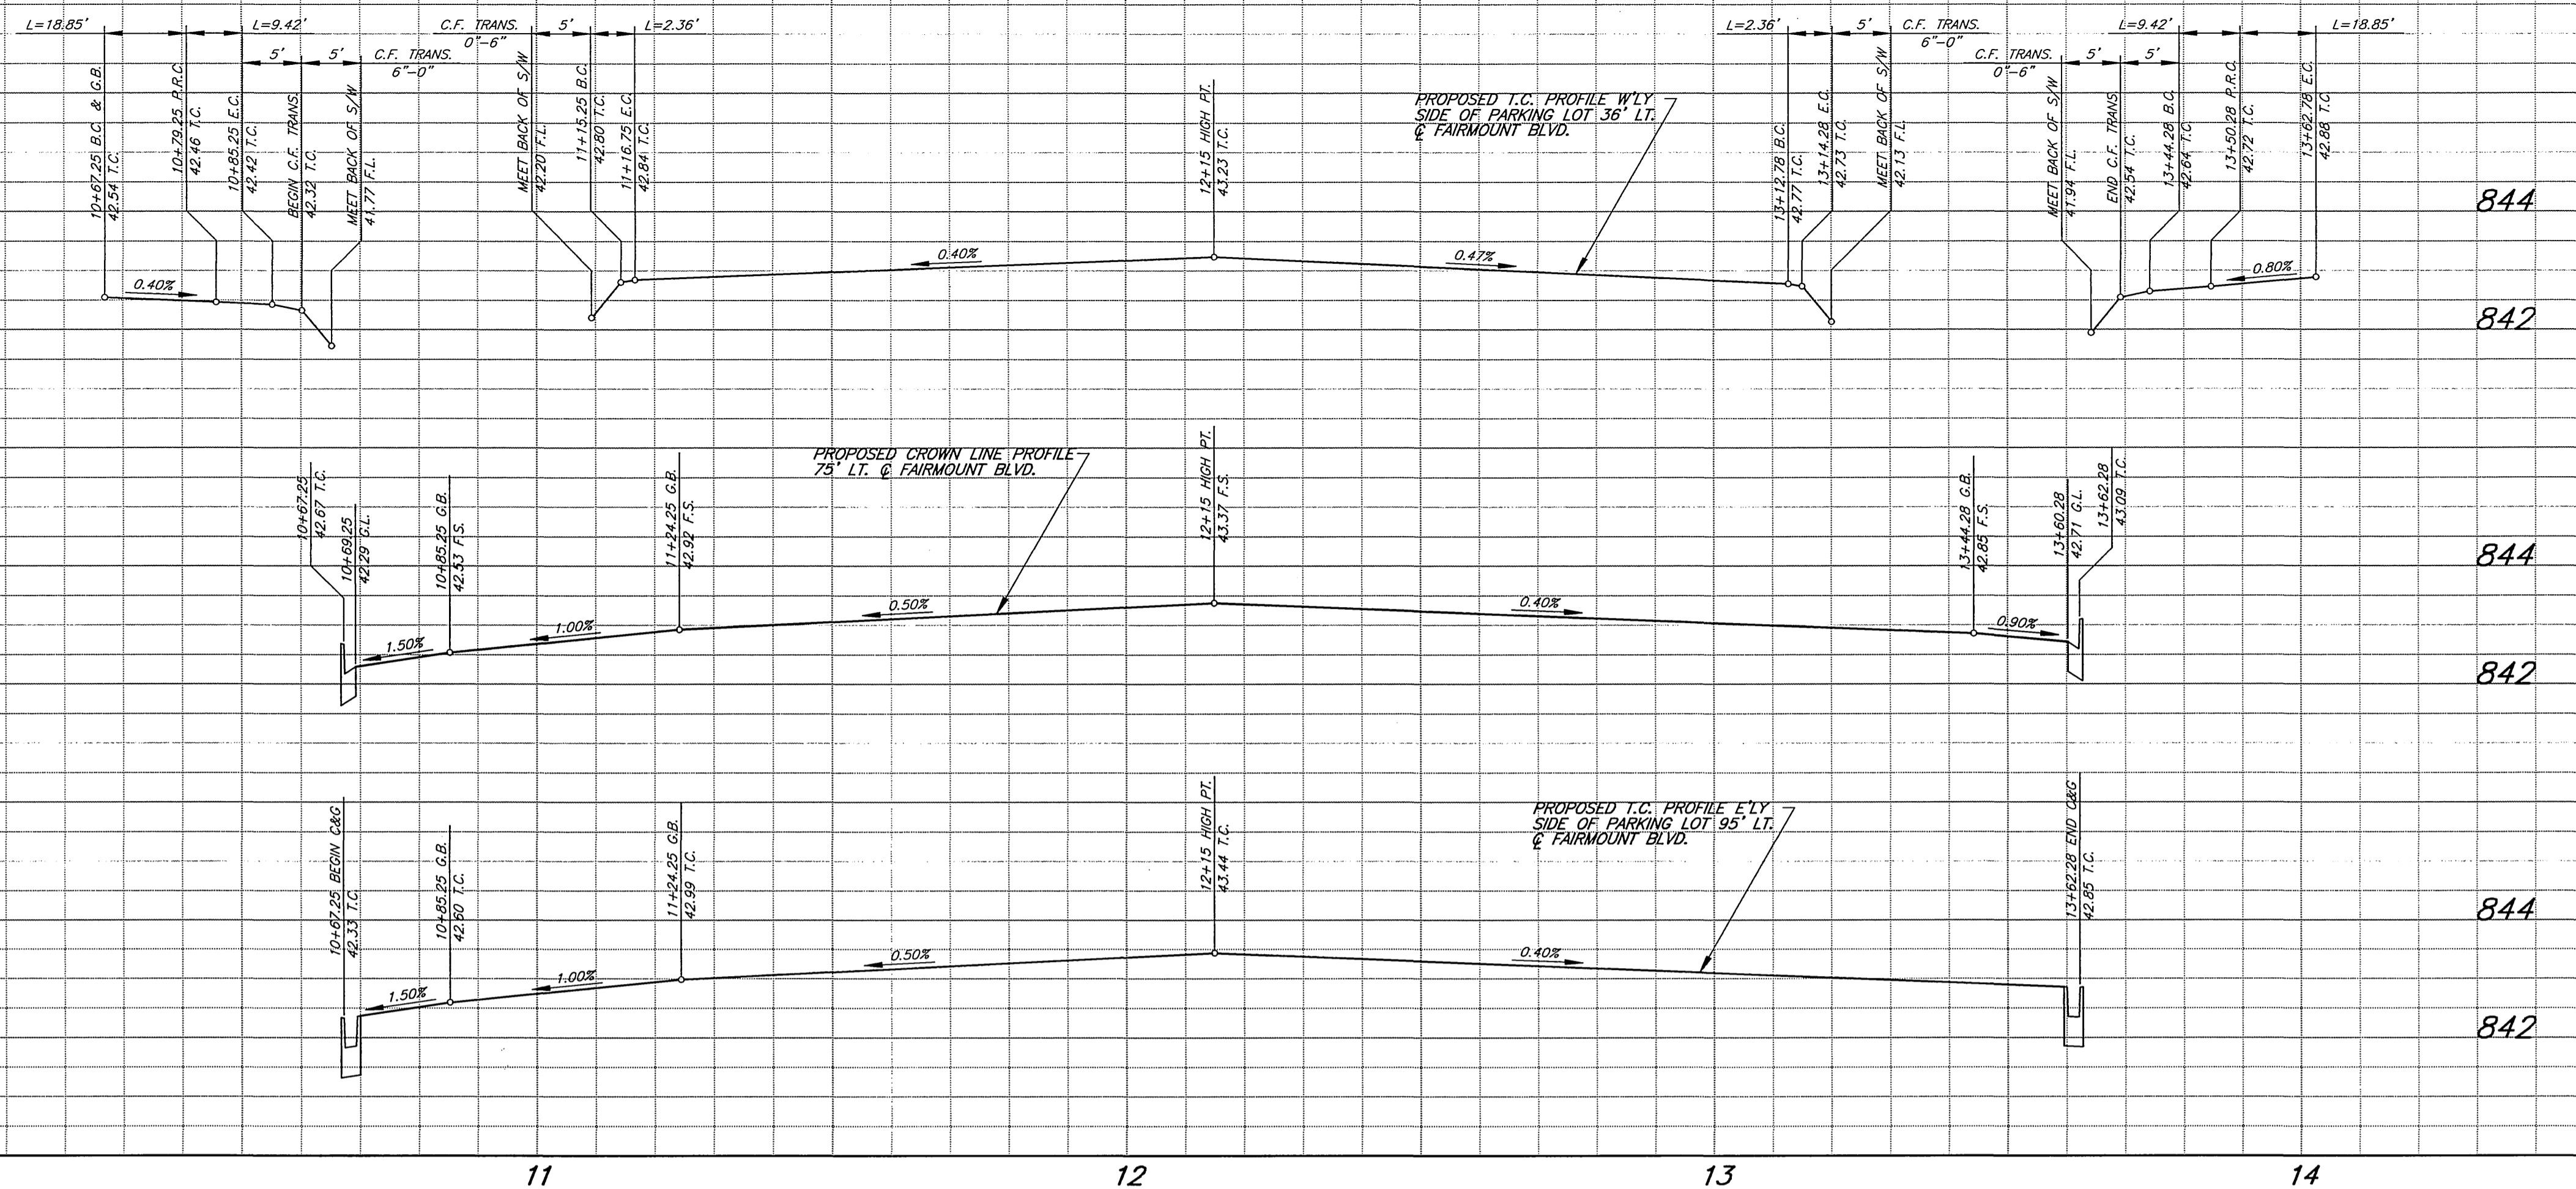 L=18.85'
L=9.42'
5'
5'
C.F. TRANS.
6"-0"
10+67.25 B.C. & G.B.
42.54 T.C.
10+79.25 P.R.C.
42.46 T.C.
10+85.25 E.C.
42.42 T.C.
BEGIN C.F. TRANS.
42.32 T.C.
MEET BACK OF S/W
41.77 F.L.
C.F. TRANS.
0"-6"
5'
L=2.36'
MEET BACK OF S/W
42.20 F.L.
11+15.25 B.C.
42.80 T.C.
11+16.75 E.C.
42.84 T.C.
12+15 HIGH PT.
43.23 T.C.
PROPOSED T.C. PROFILE W'LY
SIDE OF PARKING LOT 36' LT.
℄ FAIRMOUNT BLVD.
L=2.36'
5'
C.F. TRANS.
6"-0"
13+12.78 B.C.
42.77 T.C.
13+14.28 E.C.
42.73 T.C.
MEET BACK OF S/W
42.13 F.L.
C.F. TRANS.
0"-6"
5'
5'
L=9.42'
L=18.85'
MEET BACK OF S/W
41.94 F.L.
END C.F. TRANS.
42.54 T.C.
13+44.28 B.C.
42.64 T.C.
13+50.28 P.R.C.
42.72 T.C.
13+62.78 E.C.
42.88 T.C.
844
0.40%
0.40%
0.47%
0.80%
842
PROPOSED CROWN LINE PROFILE
75' LT. ℄ FAIRMOUNT BLVD.
10+67.25
42.67 T.C.
10+69.25
42.29 G.L.
10+85.25 G.B.
42.53 F.S.
11+24.25 G.B.
42.92 F.S.
12+15 HIGH PT.
43.37 F.S.
13+44.28 G.B.
42.85 F.S.
13+60.28
42.71 G.L.
13+62.28
43.09 T.C.
844
1.50%
1.00%
0.50%
0.40%
0.90%
842
10+67.25 BEGIN C&G
42.33 T.C.
10+85.25 G.B.
42.60 T.C.
11+24.25 G.B.
42.99 T.C.
12+15 HIGH PT.
43.44 T.C.
PROPOSED T.C. PROFILE E'LY
SIDE OF PARKING LOT 95' LT.
℄ FAIRMOUNT BLVD.
13+62.28 END C&G
42.85 T.C.
844
1.50%
1.00%
0.50%
0.40%
842
11
12
13
14